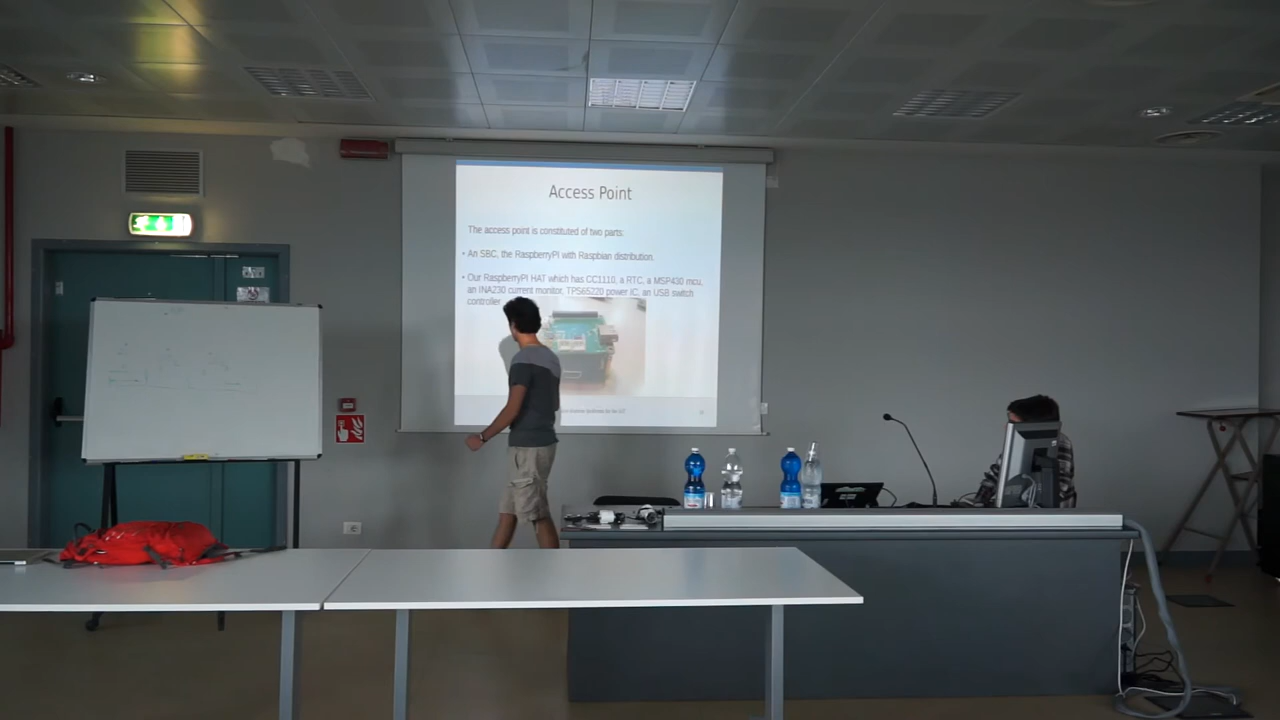 Access Point
The access point is constituted of two parts:
• An SBC, the RaspberryPI with Raspbian distribution.
• Our RaspberryPI HAT which has CC1110, a RTC, a MSP430 mcu,
an INA230 current monitor, TPS65220 power IC, an USB switch
controller